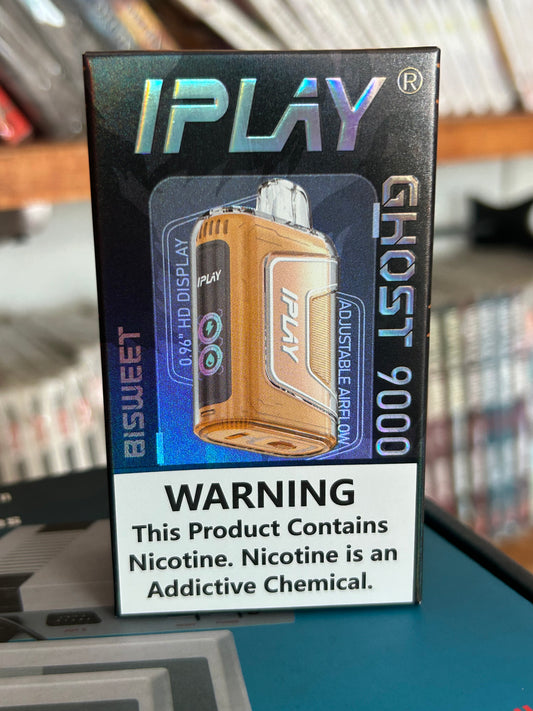 IPLAY®
GHOST 9000
0.96" HD DISPLAY
IPLAY
IPLAY
ADJUSTABLE AIRFLOW
BISWEET
WARNING
This Product Contains
Nicotine. Nicotine is an
Addictive Chemical.